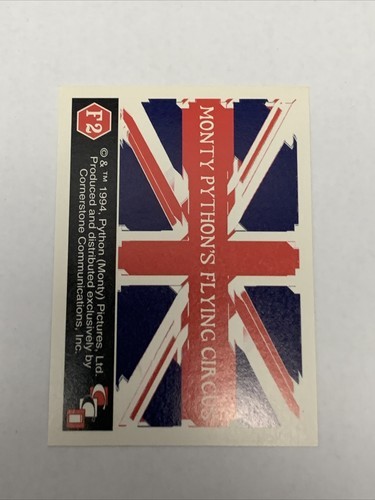 MONTY PYTHON'S FLYING CIRCUS
F2
© & ™ 1994, Python (Monty) Pictures, Ltd.
Produced and distributed exclusively by
Cornerstone Communications, Inc.